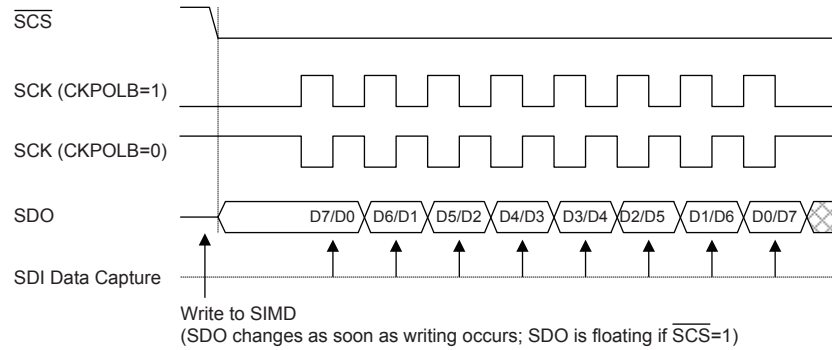 S̅C̅S̅
SCK (CKPOLB=1)
SCK (CKPOLB=0)
SDO D7/D0 D6/D1 D5/D2 D4/D3 D3/D4 D2/D5 D1/D6 D0/D7
SDI Data Capture
Write to SIMD
(SDO changes as soon as writing occurs; SDO is floating if S̅C̅S̅=1)